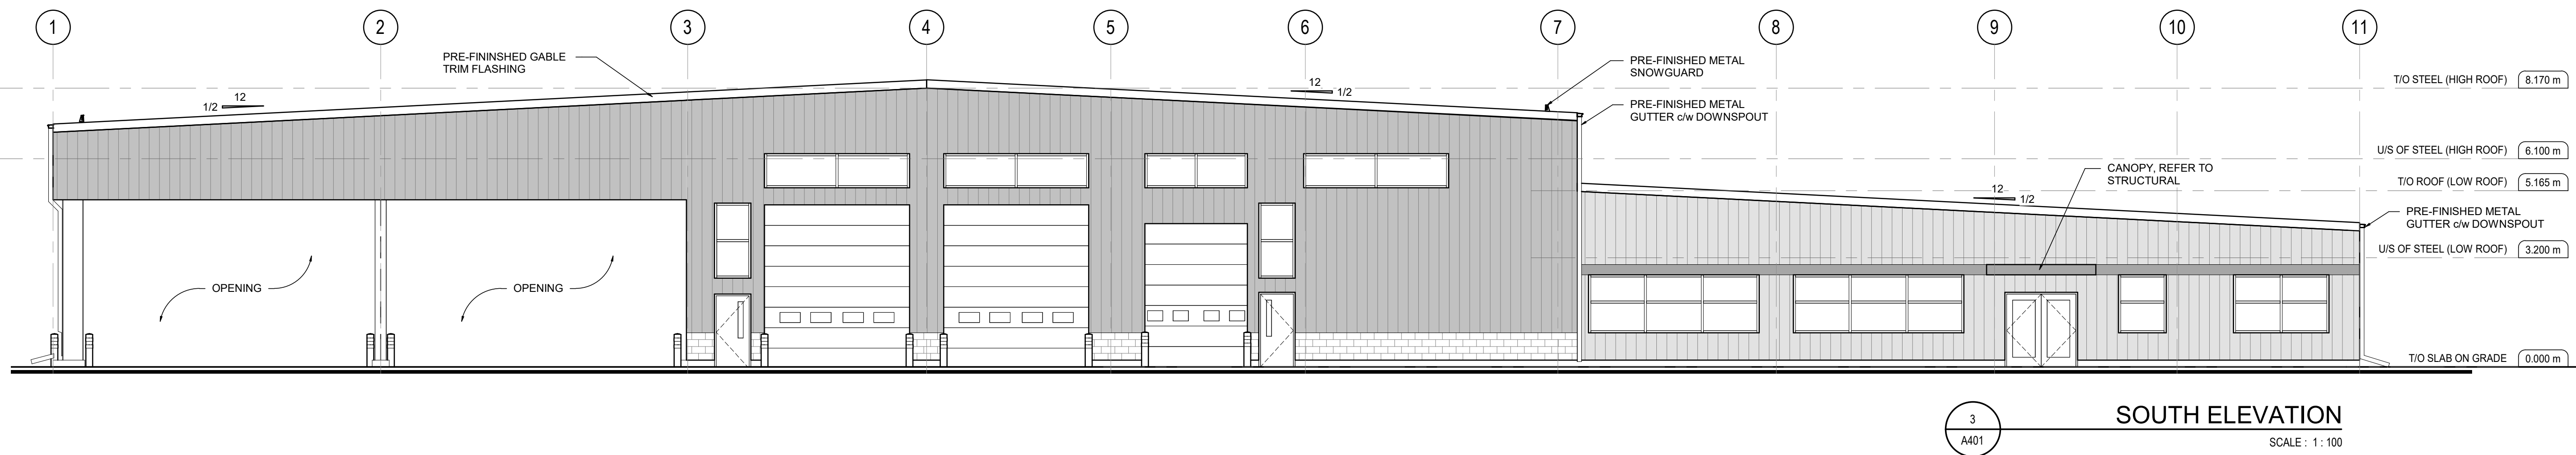 1 2 3 4 5 6 7 8 9 10 11
PRE-FININSHED GABLE
TRIM FLASHING
12
1/2
12
1/2
PRE-FINISHED METAL
SNOWGUARD
PRE-FINISHED METAL
GUTTER c/w DOWNSPOUT
T/O STEEL (HIGH ROOF) 8.170 m
U/S OF STEEL (HIGH ROOF) 6.100 m
CANOPY, REFER TO
STRUCTURAL
T/O ROOF (LOW ROOF) 5.165 m
12
1/2
PRE-FINISHED METAL
GUTTER c/w DOWNSPOUT
U/S OF STEEL (LOW ROOF) 3.200 m
OPENING
OPENING
T/O SLAB ON GRADE 0.000 m
3
A401
SOUTH ELEVATION
SCALE : 1 : 100